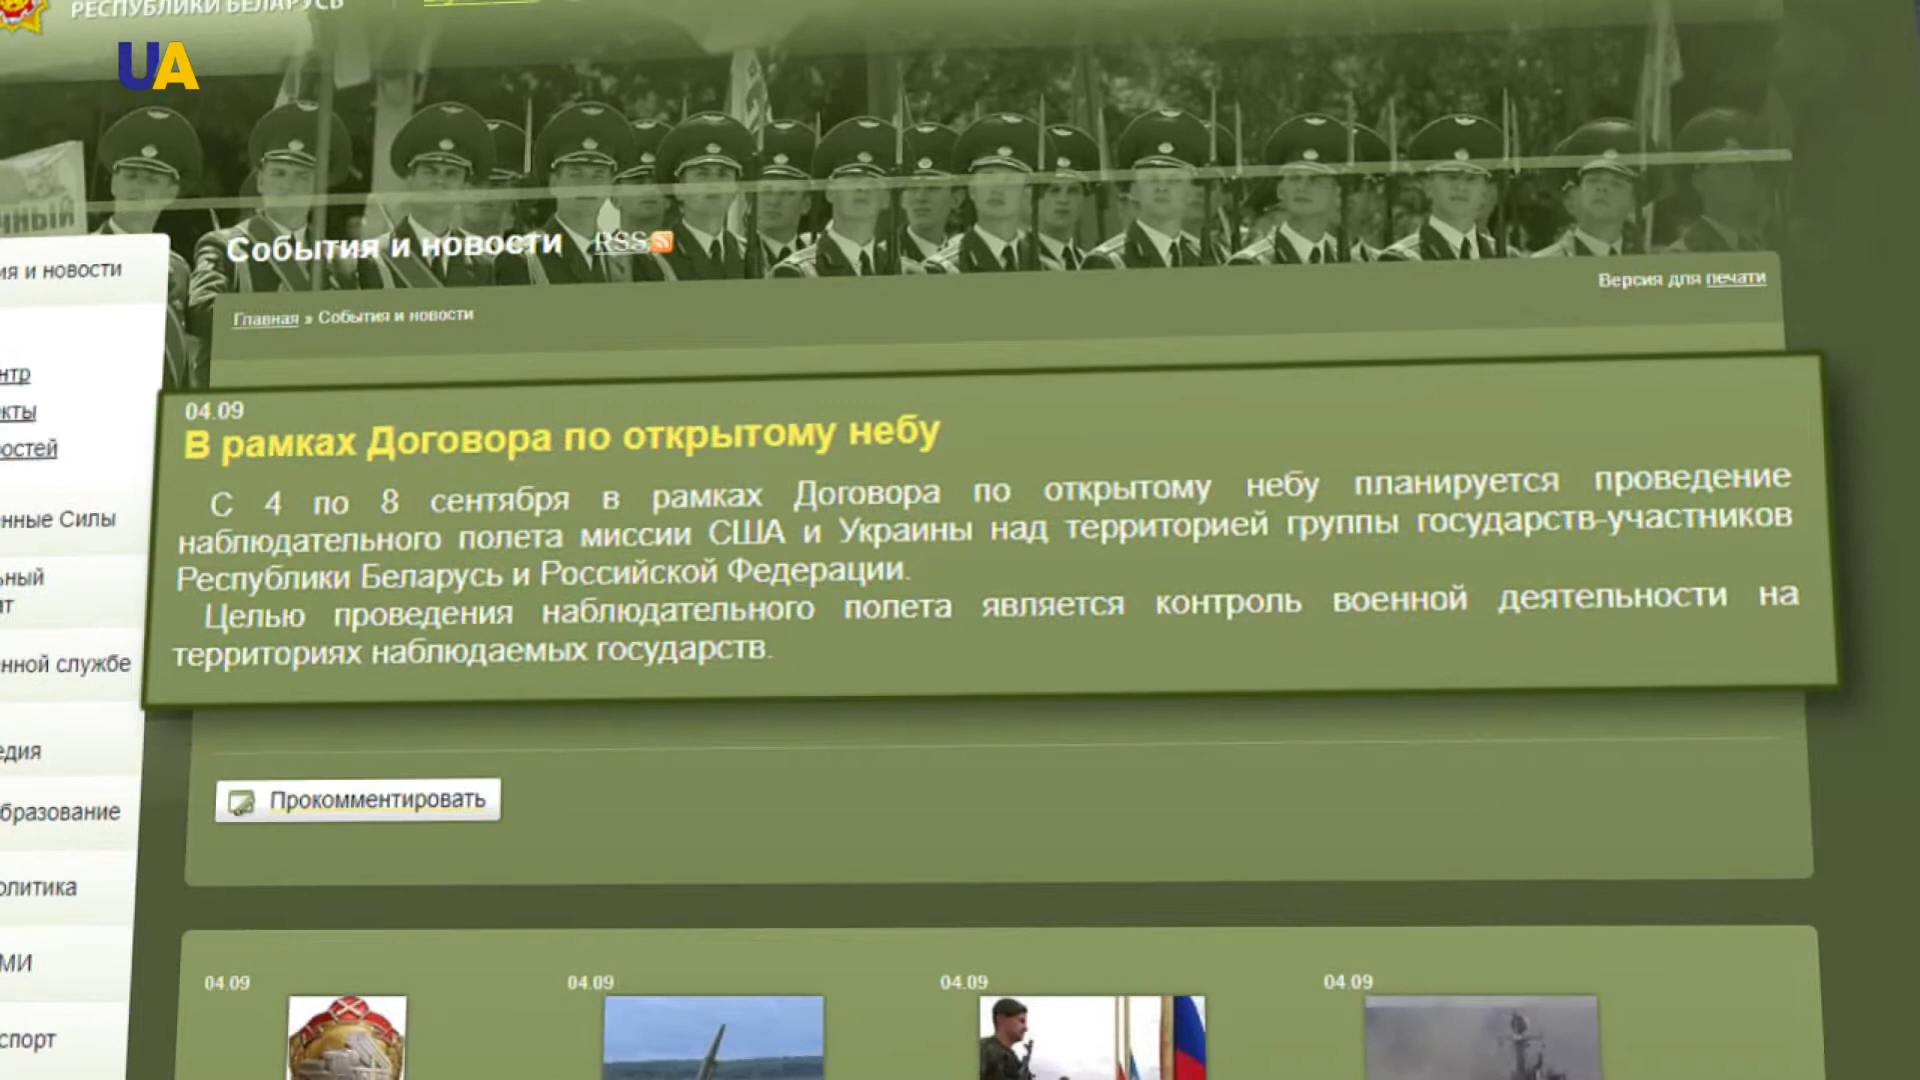 РЕСПУБЛИКИ БЕЛАРУСЬ
UA
События и новости RSS
Версия для печати
Главная » События и новости
04.09
В рамках Договора по открытому небу
С 4 по 8 сентября в рамках Договора по открытому небу планируется проведение
наблюдательного полета миссии США и Украины над территорией группы государств-участников
Республики Беларусь и Российской Федерации.
Целью проведения наблюдательного полета является контроль военной деятельности на
территориях наблюдаемых государств.
Прокомментировать
04.09
04.09
04.09
04.09
ия и новости
нтр
кты
остей
нные Силы
ьный
ит
нной службе
едия
бразование
олитика
МИ
спорт